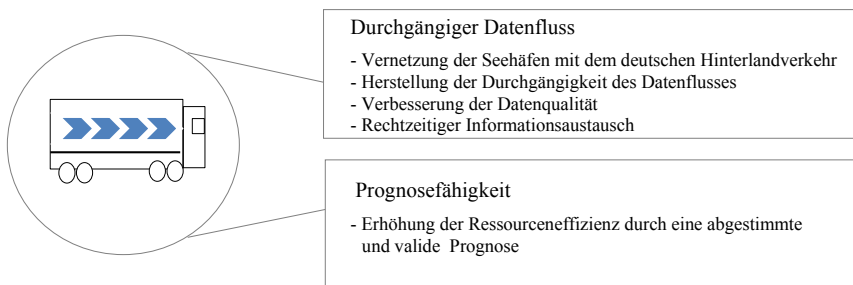 Durchgängiger Datenfluss
- Vernetzung der Seehäfen mit dem deutschen Hinterlandverkehr
- Herstellung der Durchgängigkeit des Datenflusses
- Verbesserung der Datenqualität
- Rechtzeitiger Informationsaustausch
Prognosefähigkeit
- Erhöhung der Ressourceneffizienz durch eine abgestimmte
und valide Prognose